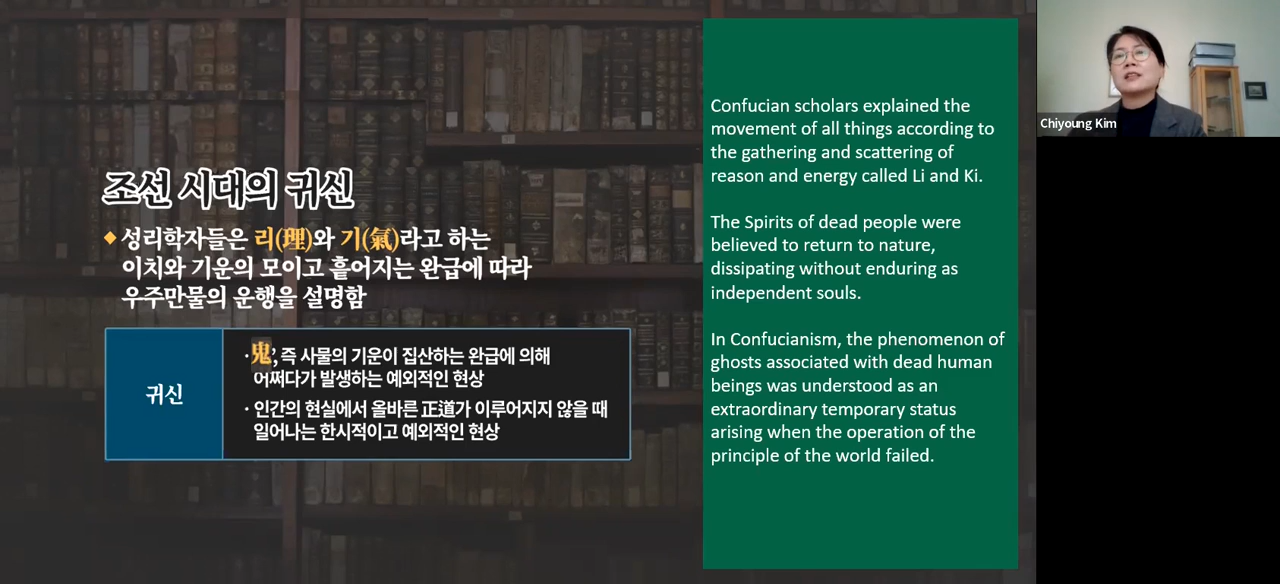 조선 시대의 귀신
◆ 성리학자들은 리(理)와 기(氣)라고 하는
이치와 기운의 모이고 흩어지는 완급에 따라
우주만물의 운행을 설명함
귀신
·鬼, 즉 사물의 기운이 집산하는 완급에 의해
어쩌다가 발생하는 예외적인 현상
· 인간의 현실에서 올바른 正道가 이루어지지 않을 때
일어나는 한시적이고 예외적인 현상
Confucian scholars explained the
movement of all things according to
the gathering and scattering of
reason and energy called Li and Ki.
The Spirits of dead people were
believed to return to nature,
dissipating without enduring as
independent souls.
In Confucianism, the phenomenon of
ghosts associated with dead human
beings was understood as an
extraordinary temporary status
arising when the operation of the
principle of the world failed.
Chiyoung Kim